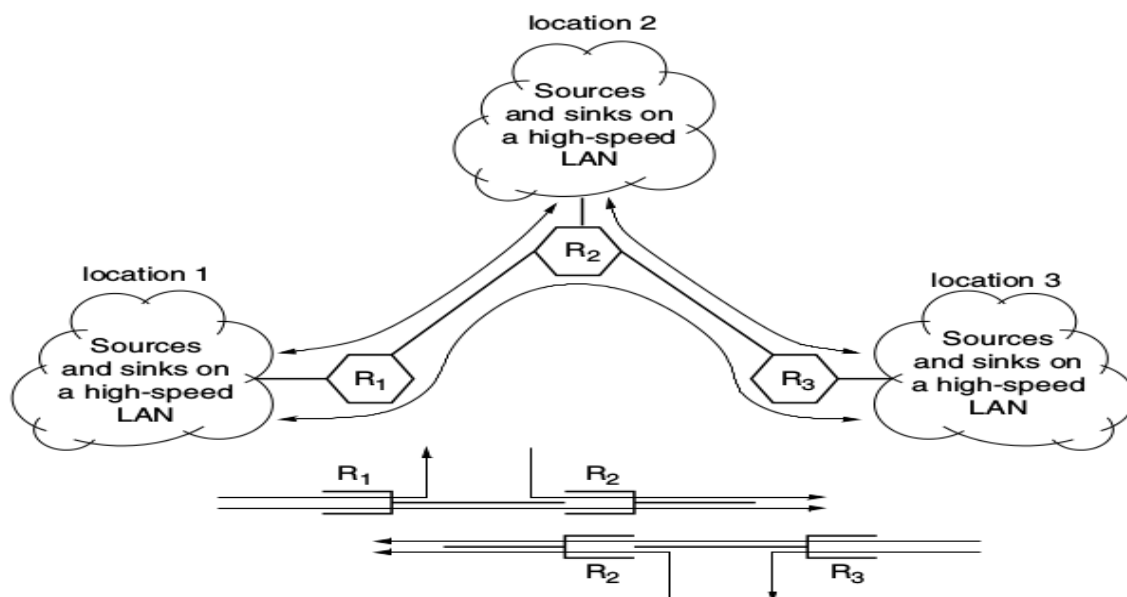 location 2
Sources
and sinks on
a high-speed
LAN
R2
location 1
Sources
and sinks on
a high-speed
LAN
R1
location 3
Sources
and sinks on
a high-speed
LAN
R3
R1
R2
R2
R3